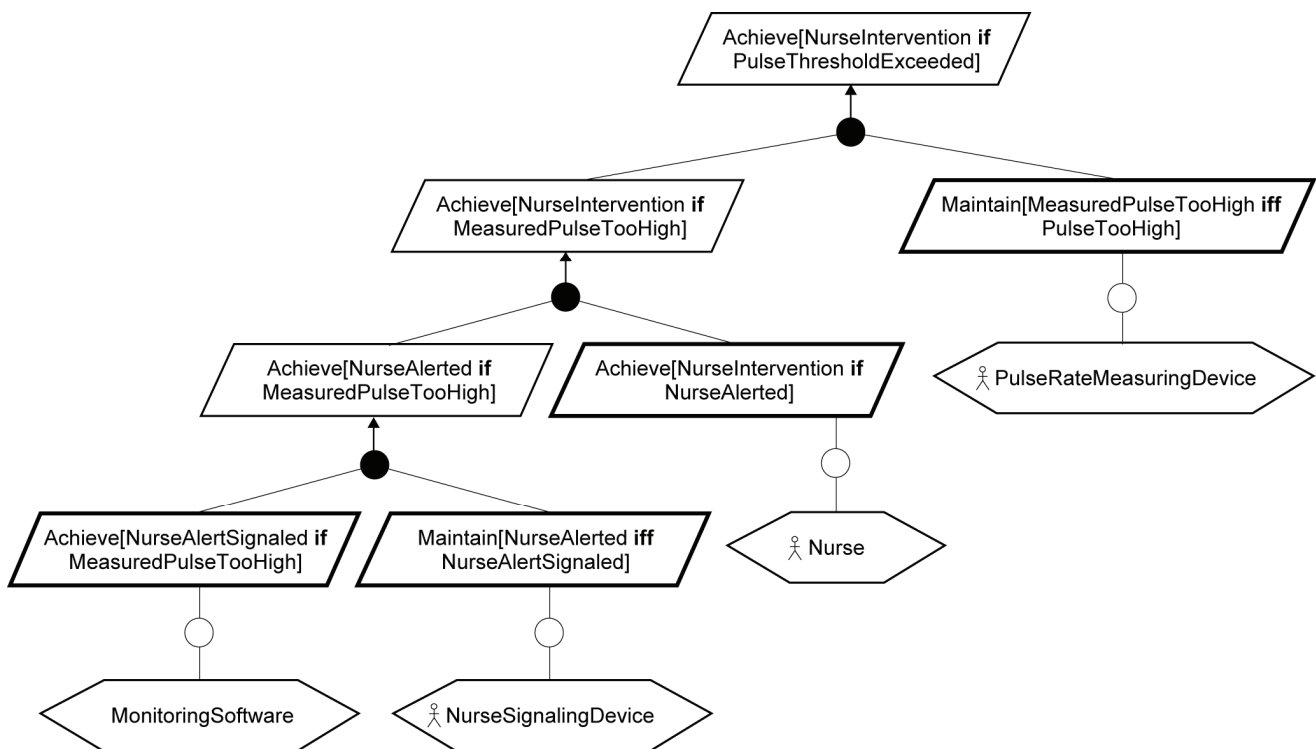 Achieve[NurseIntervention if
PulseThresholdExceeded]
Achieve[NurseIntervention if
MeasuredPulseTooHigh]
Maintain[MeasuredPulseTooHigh iff
PulseTooHigh]
Achieve[NurseAlerted if
MeasuredPulseTooHigh]
Achieve[NurseIntervention if
NurseAlerted]
PulseRateMeasuringDevice
Achieve[NurseAlertSignaled if
MeasuredPulseTooHigh]
Maintain[NurseAlerted iff
NurseAlertSignaled]
Nurse
MonitoringSoftware
NurseSignalingDevice